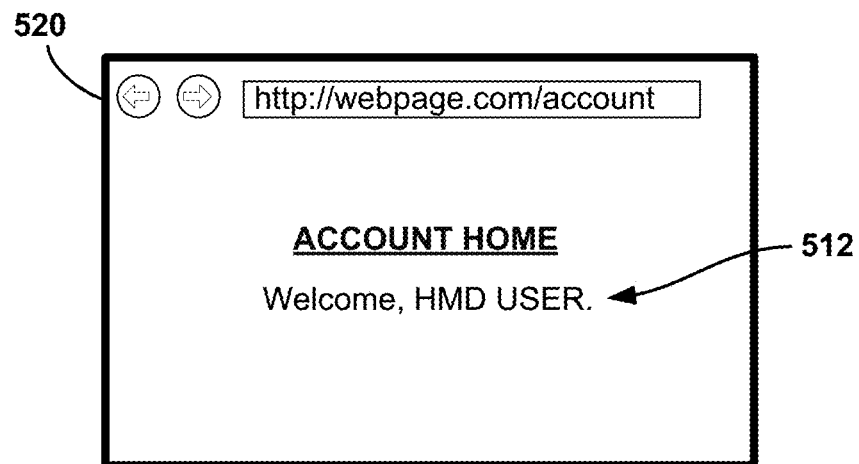 520
http://webpage.com/account
ACCOUNT HOME
512
Welcome, HMD USER.